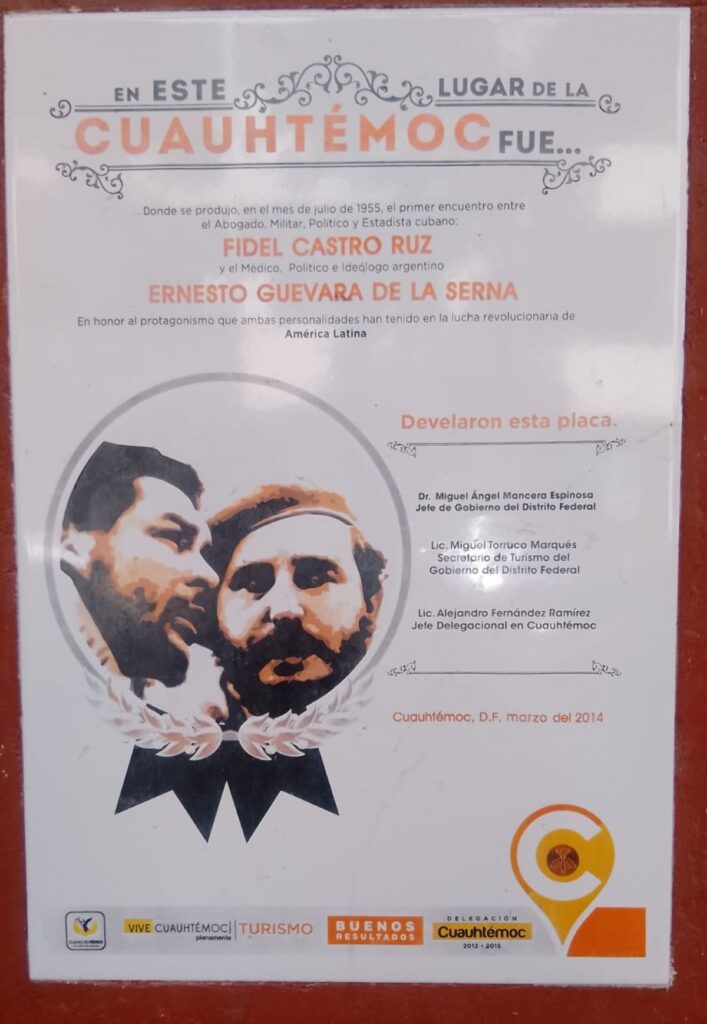 EN ESTE LUGAR DE LA
CUAUHTÉMOC FUE...
...Donde se produjo, en el mes de julio de 1955, el primer encuentro entre
el Abogado, Militar, Político y Estadista cubano:
FIDEL CASTRO RUZ
y el Médico, Político e Ideólogo argentino
ERNESTO GUEVARA DE LA SERNA
En honor al protagonismo que ambas personalidades han tenido en la lucha revolucionaria de
América Latina
Develaron esta placa.
Dr. Miguel Ángel Mancera Espinosa
Jefe de Gobierno del Distrito Federal
Lic. Miguel Torruco Marqués
Secretario de Turismo del
Gobierno del Distrito Federal
Lic. Alejandro Fernández Ramírez
Jefe Delegacional en Cuauhtémoc
Cuauhtémoc, D.F. marzo del 2014
C
CIUDAD DE MÉXICO
VIVE CUAUHTÉMOC TURISMO
plenamente
BUENOS
RESULTADOS
DELEGACIÓN
Cuauhtémoc
2012 - 2015